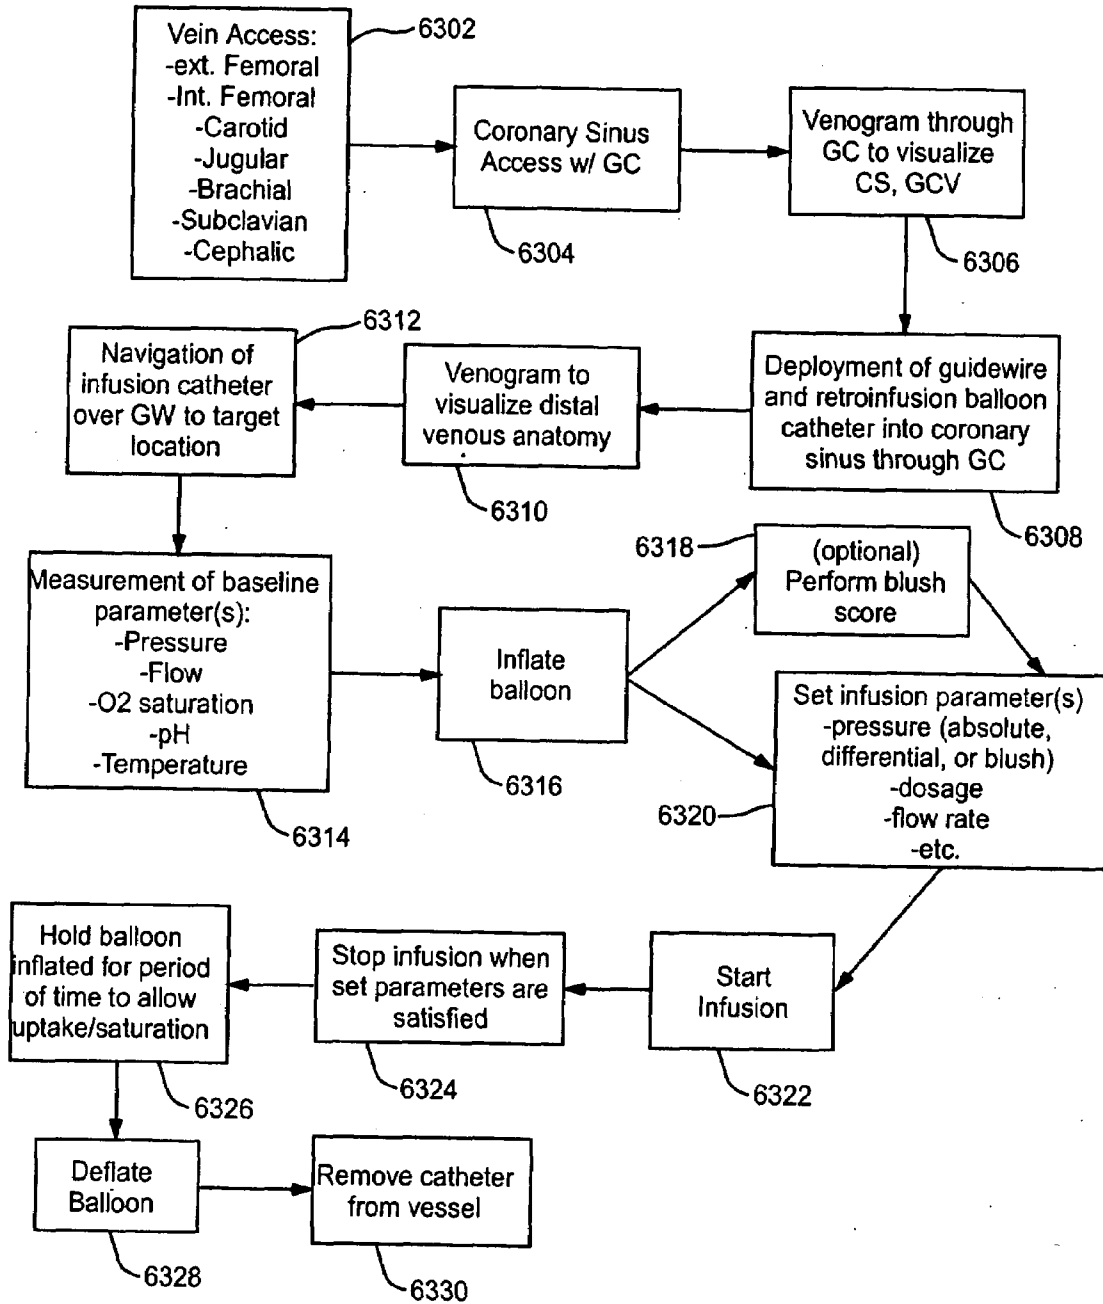 Vein Access:
-ext. Femoral
-Int. Femoral
-Carotid
-Jugular
-Brachial
-Subclavian
-Cephalic
6302
Coronary Sinus
Access w/ GC
6304
Venogram through
GC to visualize
CS, GCV
6306
Deployment of guidewire
and retroinfusion balloon
catheter into coronary
sinus through GC
6308
Venogram to
visualize distal
venous anatomy
6310
Navigation of
infusion catheter
over GW to target
location
6312
Measurement of baseline
parameter(s):
-Pressure
-Flow
-O2 saturation
-pH
-Temperature
6314
Inflate
balloon
6316
(optional)
Perform blush
score
6318
Set infusion parameter(s)
-pressure (absolute,
differential, or blush)
-dosage
-flow rate
-etc.
6320
Start
Infusion
6322
Stop infusion when
set parameters are
satisfied
6324
Hold balloon
inflated for period
of time to allow
uptake/saturation
6326
Deflate
Balloon
6328
Remove catheter
from vessel
6330